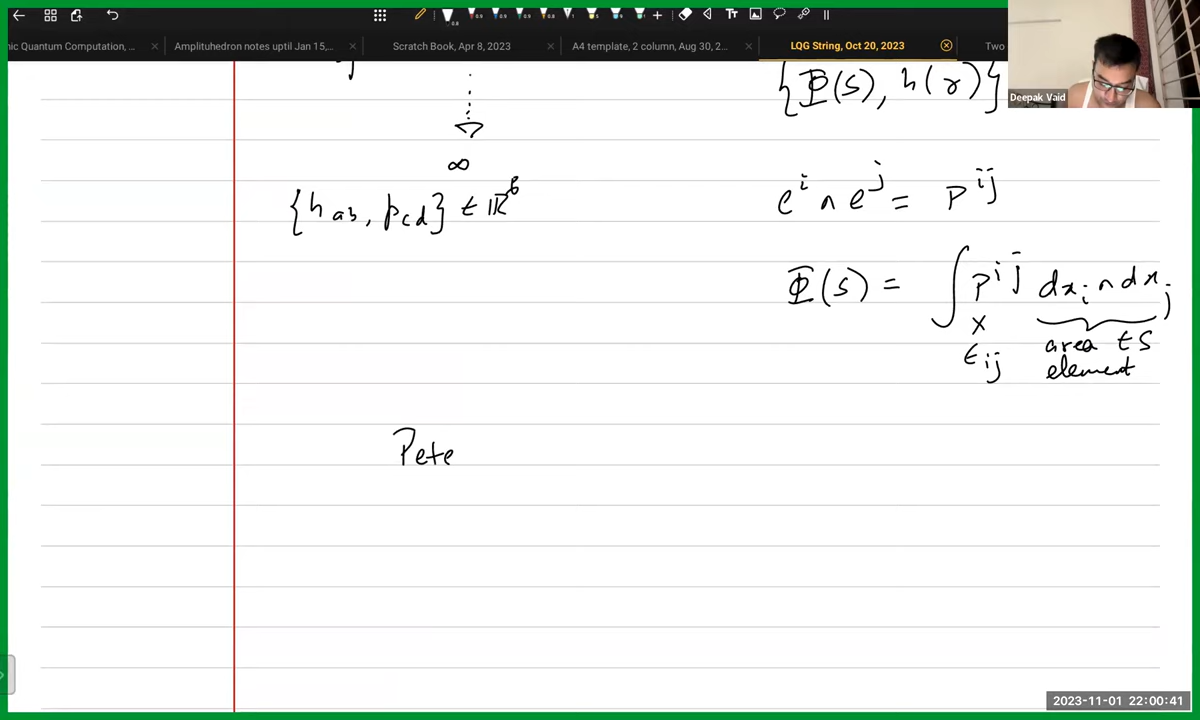 nic Quantum Computation, ...
Amplituhedron notes uptil Jan 15,...
Scratch Book, Apr 8, 2023
A4 template, 2 column, Aug 30, 2...
LQG String, Oct 20, 2023
Two
Deepak Vaid
{Φ(S), h(γ)}
∞
{h_ab, p_cd} ∈ ℝ^6
e^i ∧ e^j = P^ij
Φ(S) = ∫ P^ij dx_i ∧ dx_j
X
ϵ_ij
area ∈ S
element
Pete
2023-11-01 22:00:41